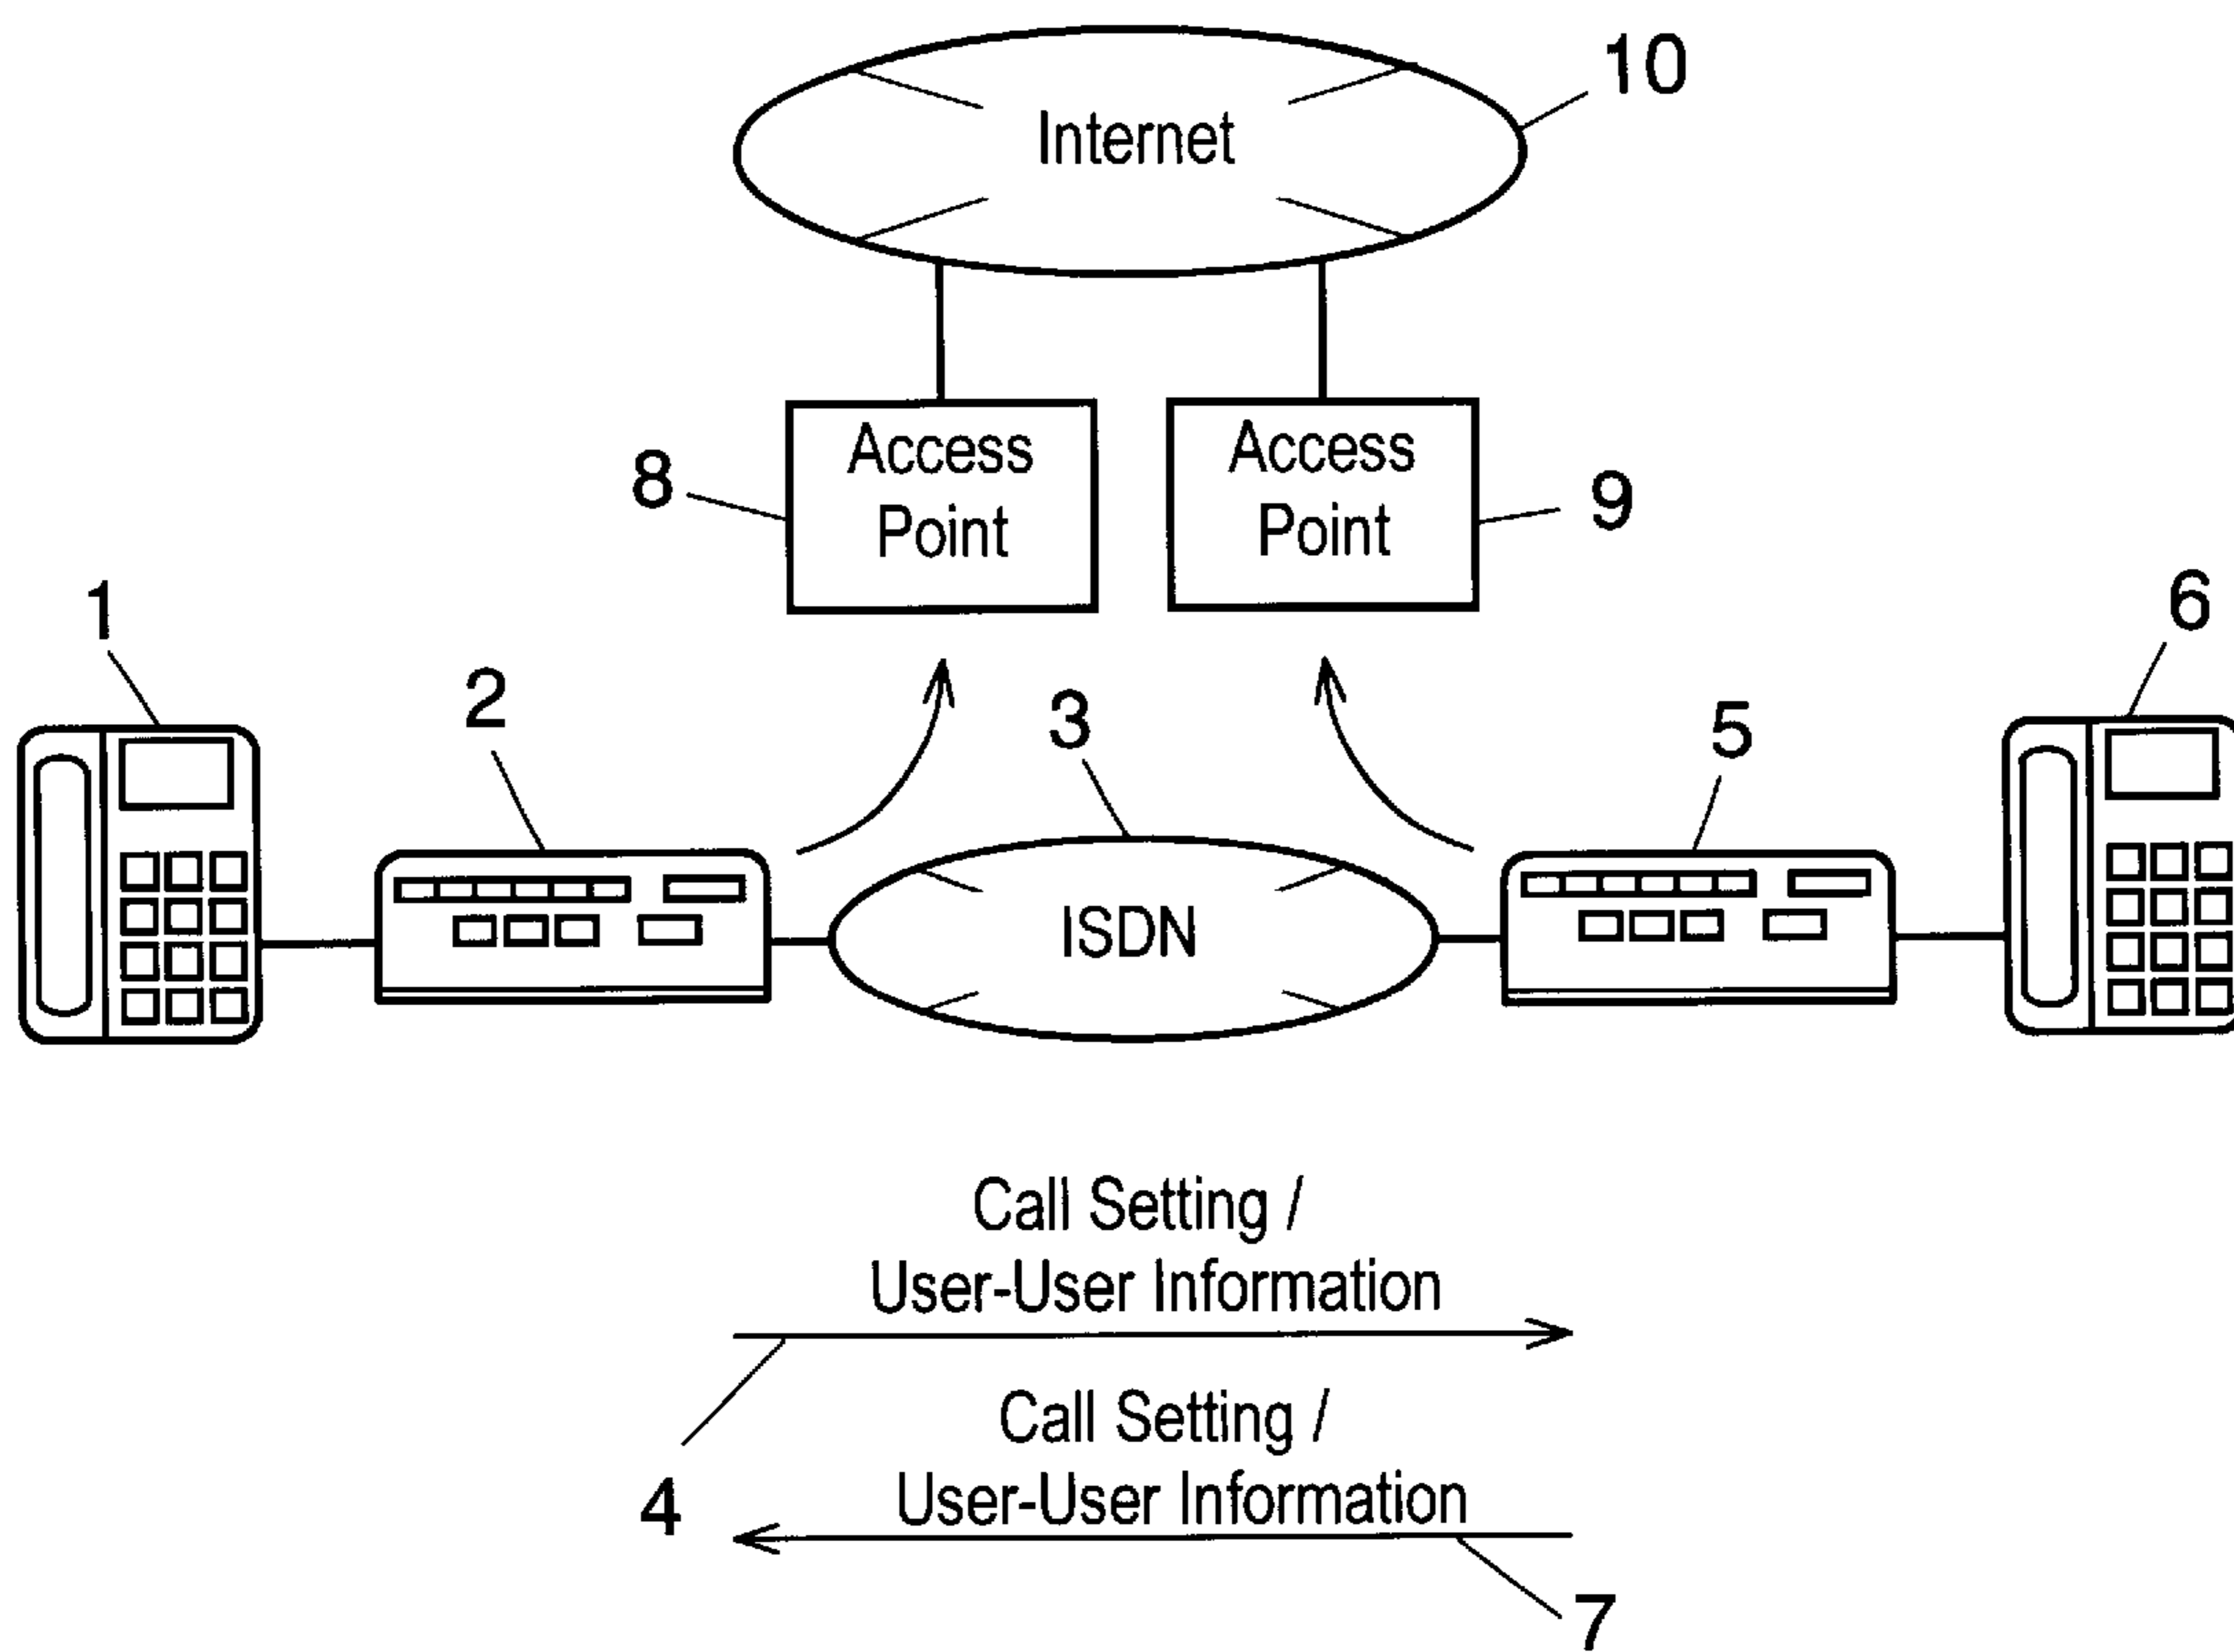 10
Internet
Access
Point
8
Access
Point
9
1
2
3
5
6
ISDN
Call Setting /
User-User Information
4
Call Setting /
User-User Information
7